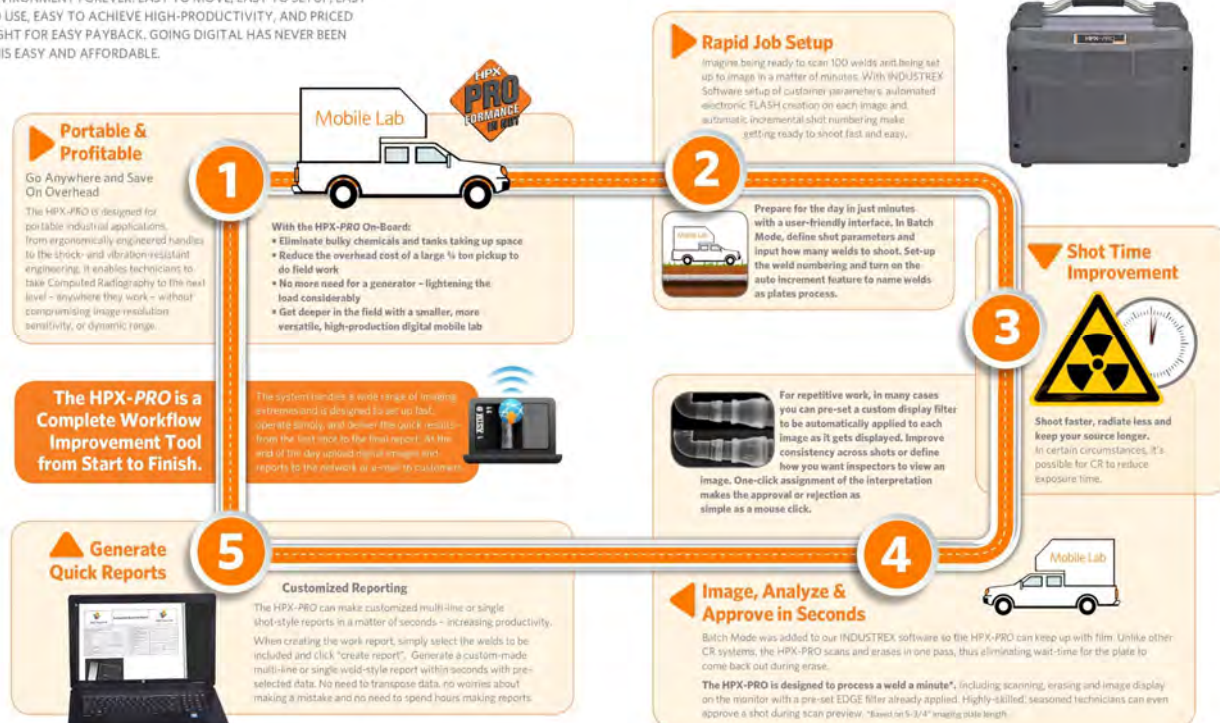 USE, EASY TO ACHIEVE HIGH-PRODUCTIVITY, AND PRICED
FOR EASY PAYBACK. GOING DIGITAL HAS NEVER BEEN
EASY AND AFFORDABLE.
Portable &
Profitable
Go Anywhere and Save
On Overhead
The HPX-PRO is designed for
portable industrial applications,
from ergonomically engineered handles
to the shock- and vibration-resistant
engineering. It enables technicians to
take Computed Radiography to the next
level – anywhere they work – without
compromising image resolution
sensitivity, or dynamic range.
1
Mobile Lab
HPX
PRO
FORMANCE
IN NDT
With the HPX-PRO On-Board:
• Eliminate bulky chemicals and tanks taking up space
• Reduce the overhead cost of a large ¾ ton pickup to
do field work
• No more need for a generator – lightening the
load considerably
• Get deeper in the field with a smaller, more
versatile, high-production digital mobile lab
2
Rapid Job Setup
Imagine being ready to scan 100 welds and being set
up to image in a matter of minutes. With INDUSTREX
Software setup of customer parameters, automated
electronic FLASH creation on each image and
automatic incremental shot numbering make
getting ready to shoot fast and easy.
Mobile Lab
Prepare for the day in just minutes
with a user-friendly interface. In Batch
Mode, define shot parameters and
input how many welds to shoot. Set-up
the weld numbering and turn on the
auto increment feature to name welds
as plates process.
HPX-PRO
3
Shot Time
Improvement
Shoot faster, radiate less and
keep your source longer.
In certain circumstances, it's
possible for CR to reduce
exposure time.
The HPX-PRO is a
Complete Workflow
Improvement Tool
from Start to Finish.
The system handles a wide range of imaging
extremes and is designed to set up fast,
operate simply, and deliver the quick results–
from the first shot to the final report. At the
end of the day upload digital images and
reports to the network or e-mail to customers.
For repetitive work, in many cases
you can pre-set a custom display filter
to be automatically applied to each
image as it gets displayed. Improve
consistency across shots or define
how you want inspectors to view an
image. One-click assignment of the interpretation
makes the approval or rejection as
simple as a mouse click.
4
Mobile Lab
Image, Analyze &
Approve in Seconds
Batch Mode was added to our INDUSTREX software so the HPX-PRO can keep up with film. Unlike other
CR systems, the HPX-PRO scans and erases in one pass, thus eliminating wait-time for the plate to
come back out during erase.
The HPX-PRO is designed to process a weld a minute*. Including scanning, erasing and image display
on the monitor with a pre-set EDGE filter already applied. Highly-skilled, seasoned technicians can even
approve a shot during scan preview. *Based on 5-3/4" imaging plate length
5
Generate
Quick Reports
Customized Reporting
The HPX-PRO can make customized multi-line or single
shot-style reports in a matter of seconds – increasing productivity.
When creating the work report, simply select the welds to be
included and click "create report". Generate a custom-made
multi-line or single weld-style report within seconds with pre-
selected data. No need to transpose data, no worries about
making a mistake and no need to spend hours making reports.